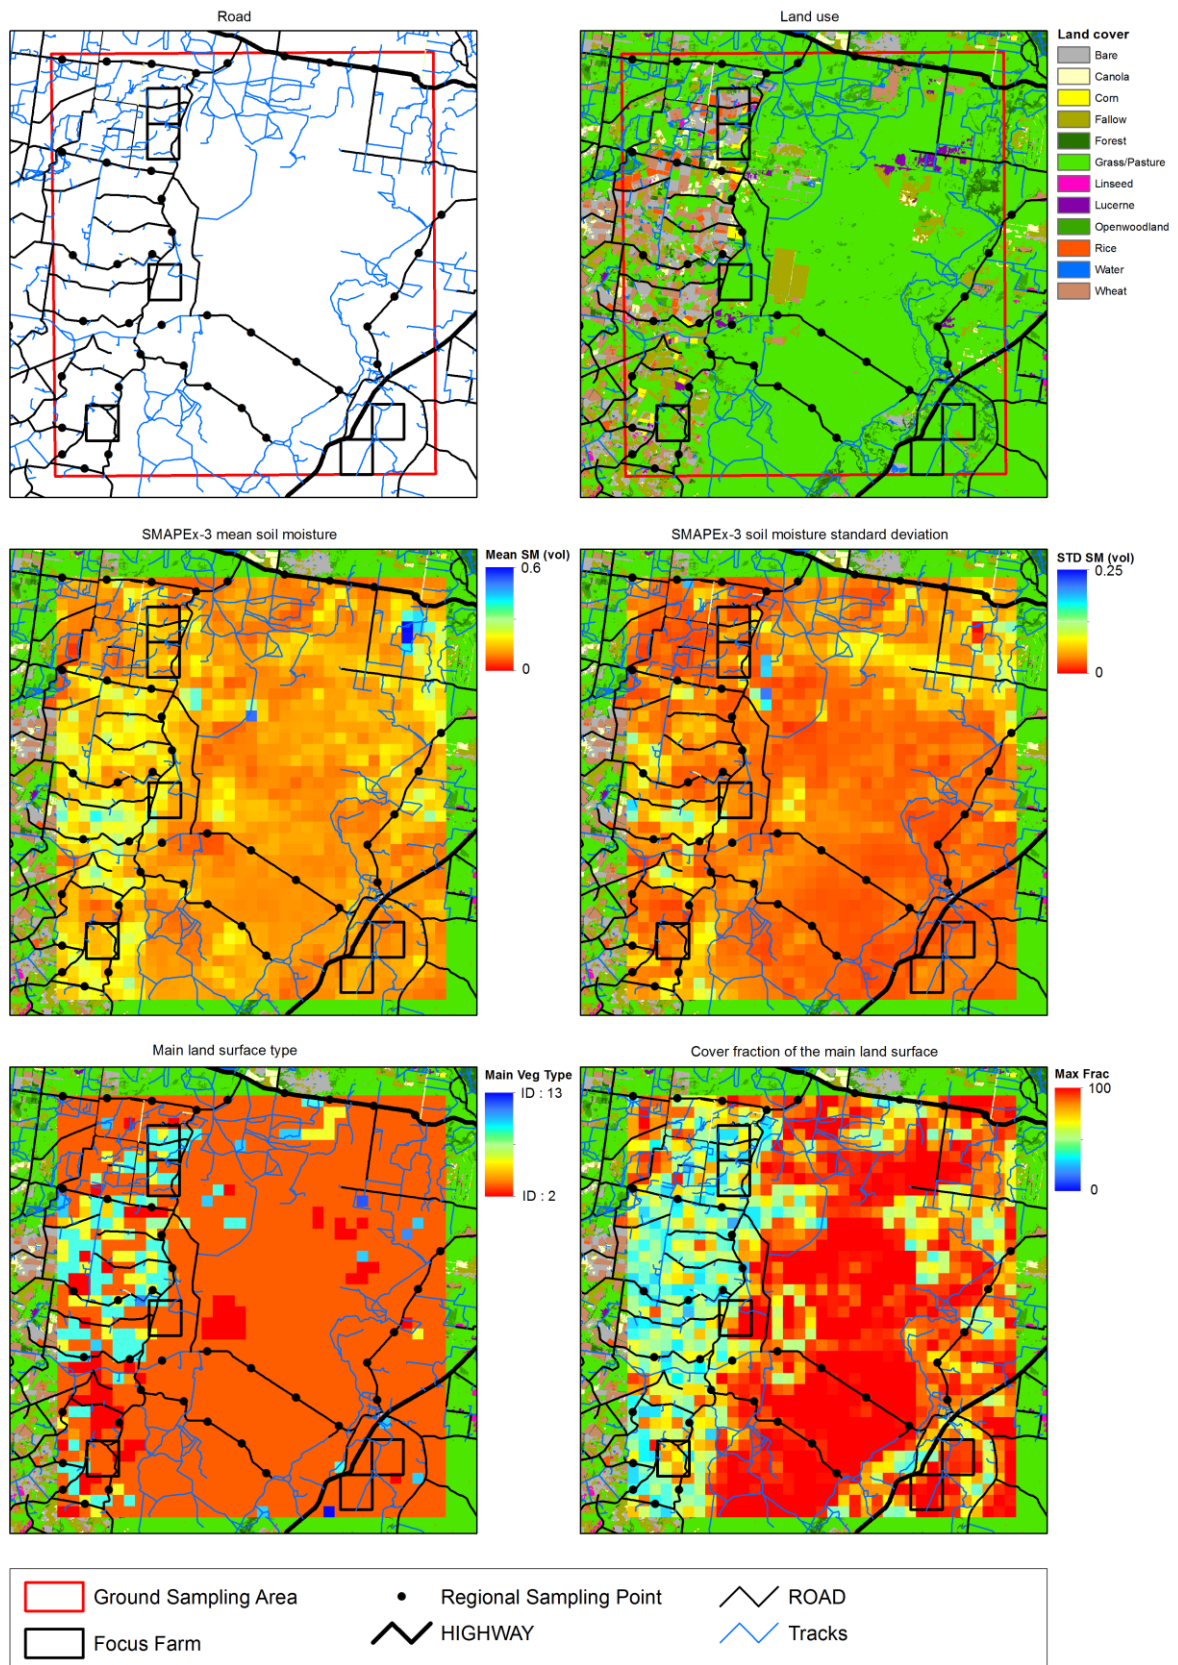 Road
Land use
Land cover
Bare
Canola
Corn
Fallow
Forest
Grass/Pasture
Linseed
Lucerne
Openwoodland
Rice
Water
Wheat
SMAPEx-3 mean soil moisture
Mean SM (vol)
0.6
0
SMAPEx-3 soil moisture standard deviation
STD SM (vol)
0.25
0
Main land surface type
Main Veg Type
ID : 13
ID : 2
Cover fraction of the main land surface
Max Frac
100
0
Ground Sampling Area
Regional Sampling Point
ROAD
Focus Farm
HIGHWAY
Tracks